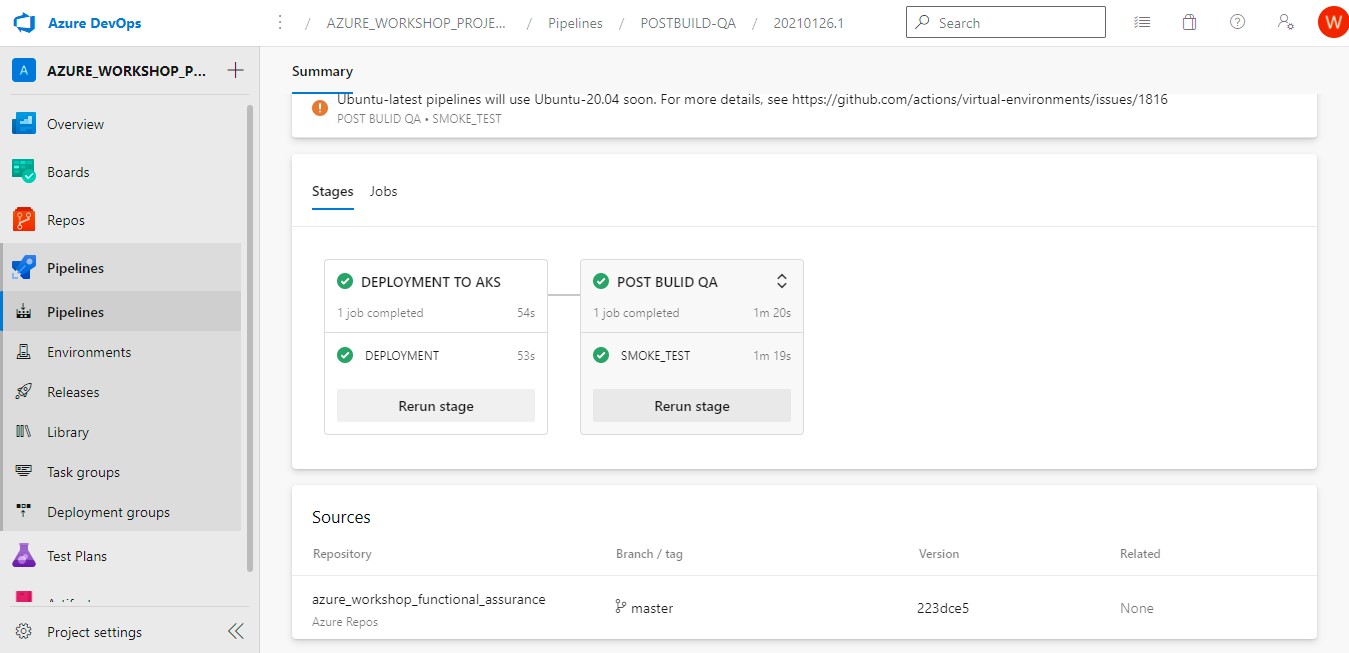 Azure DevOps
/ AZURE_WORKSHOP_PROJE... / Pipelines / POSTBUILD-QA / 20210126.1
Search
W
A AZURE_WORKSHOP_P...
Overview
Boards
Repos
Pipelines
Pipelines
Environments
Releases
Library
Task groups
Deployment groups
Test Plans
Project settings
Summary
Ubuntu-latest pipelines will use Ubuntu-20.04 soon. For more details, see https://github.com/actions/virtual-environments/issues/1816
POST BULID QA • SMOKE_TEST
Stages Jobs
DEPLOYMENT TO AKS
1 job completed 54s
DEPLOYMENT 53s
Rerun stage
POST BULID QA
1 job completed 1m 20s
SMOKE_TEST 1m 19s
Rerun stage
Sources
Repository Branch / tag Version Related
azure_workshop_functional_assurance master 223dce5 None
Azure Repos